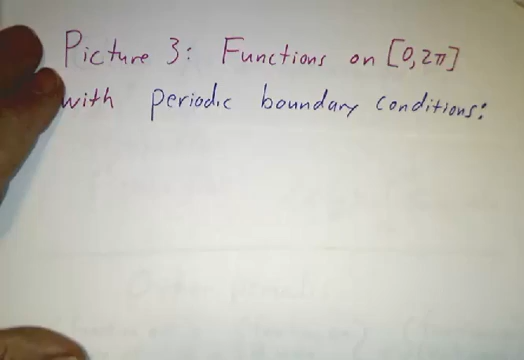 Picture 3: Functions on [0,2π]
with periodic boundary conditions: